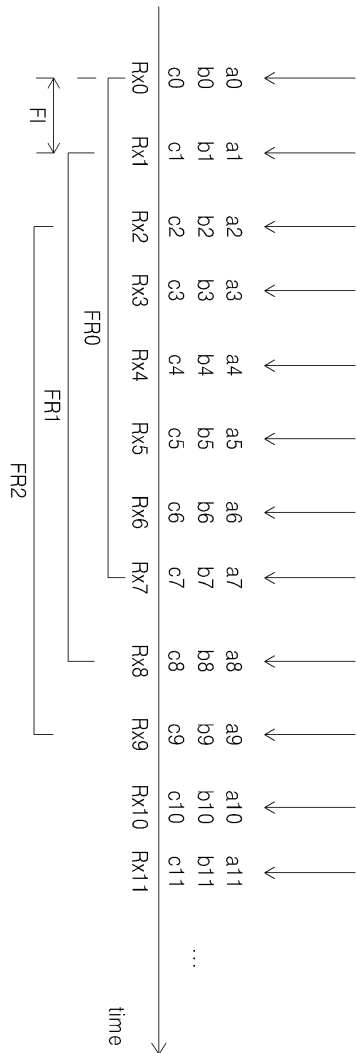 a0 a1 a2 a3 a4 a5 a6 a7 a8 a9 a10 a11
b0 b1 b2 b3 b4 b5 b6 b7 b8 b9 b10 b11 ...
c0 c1 c2 c3 c4 c5 c6 c7 c8 c9 c10 c11
Rx0 Rx1 Rx2 Rx3 Rx4 Rx5 Rx6 Rx7 Rx8 Rx9 Rx10 Rx11 time
FR0
FI FR1
FR2